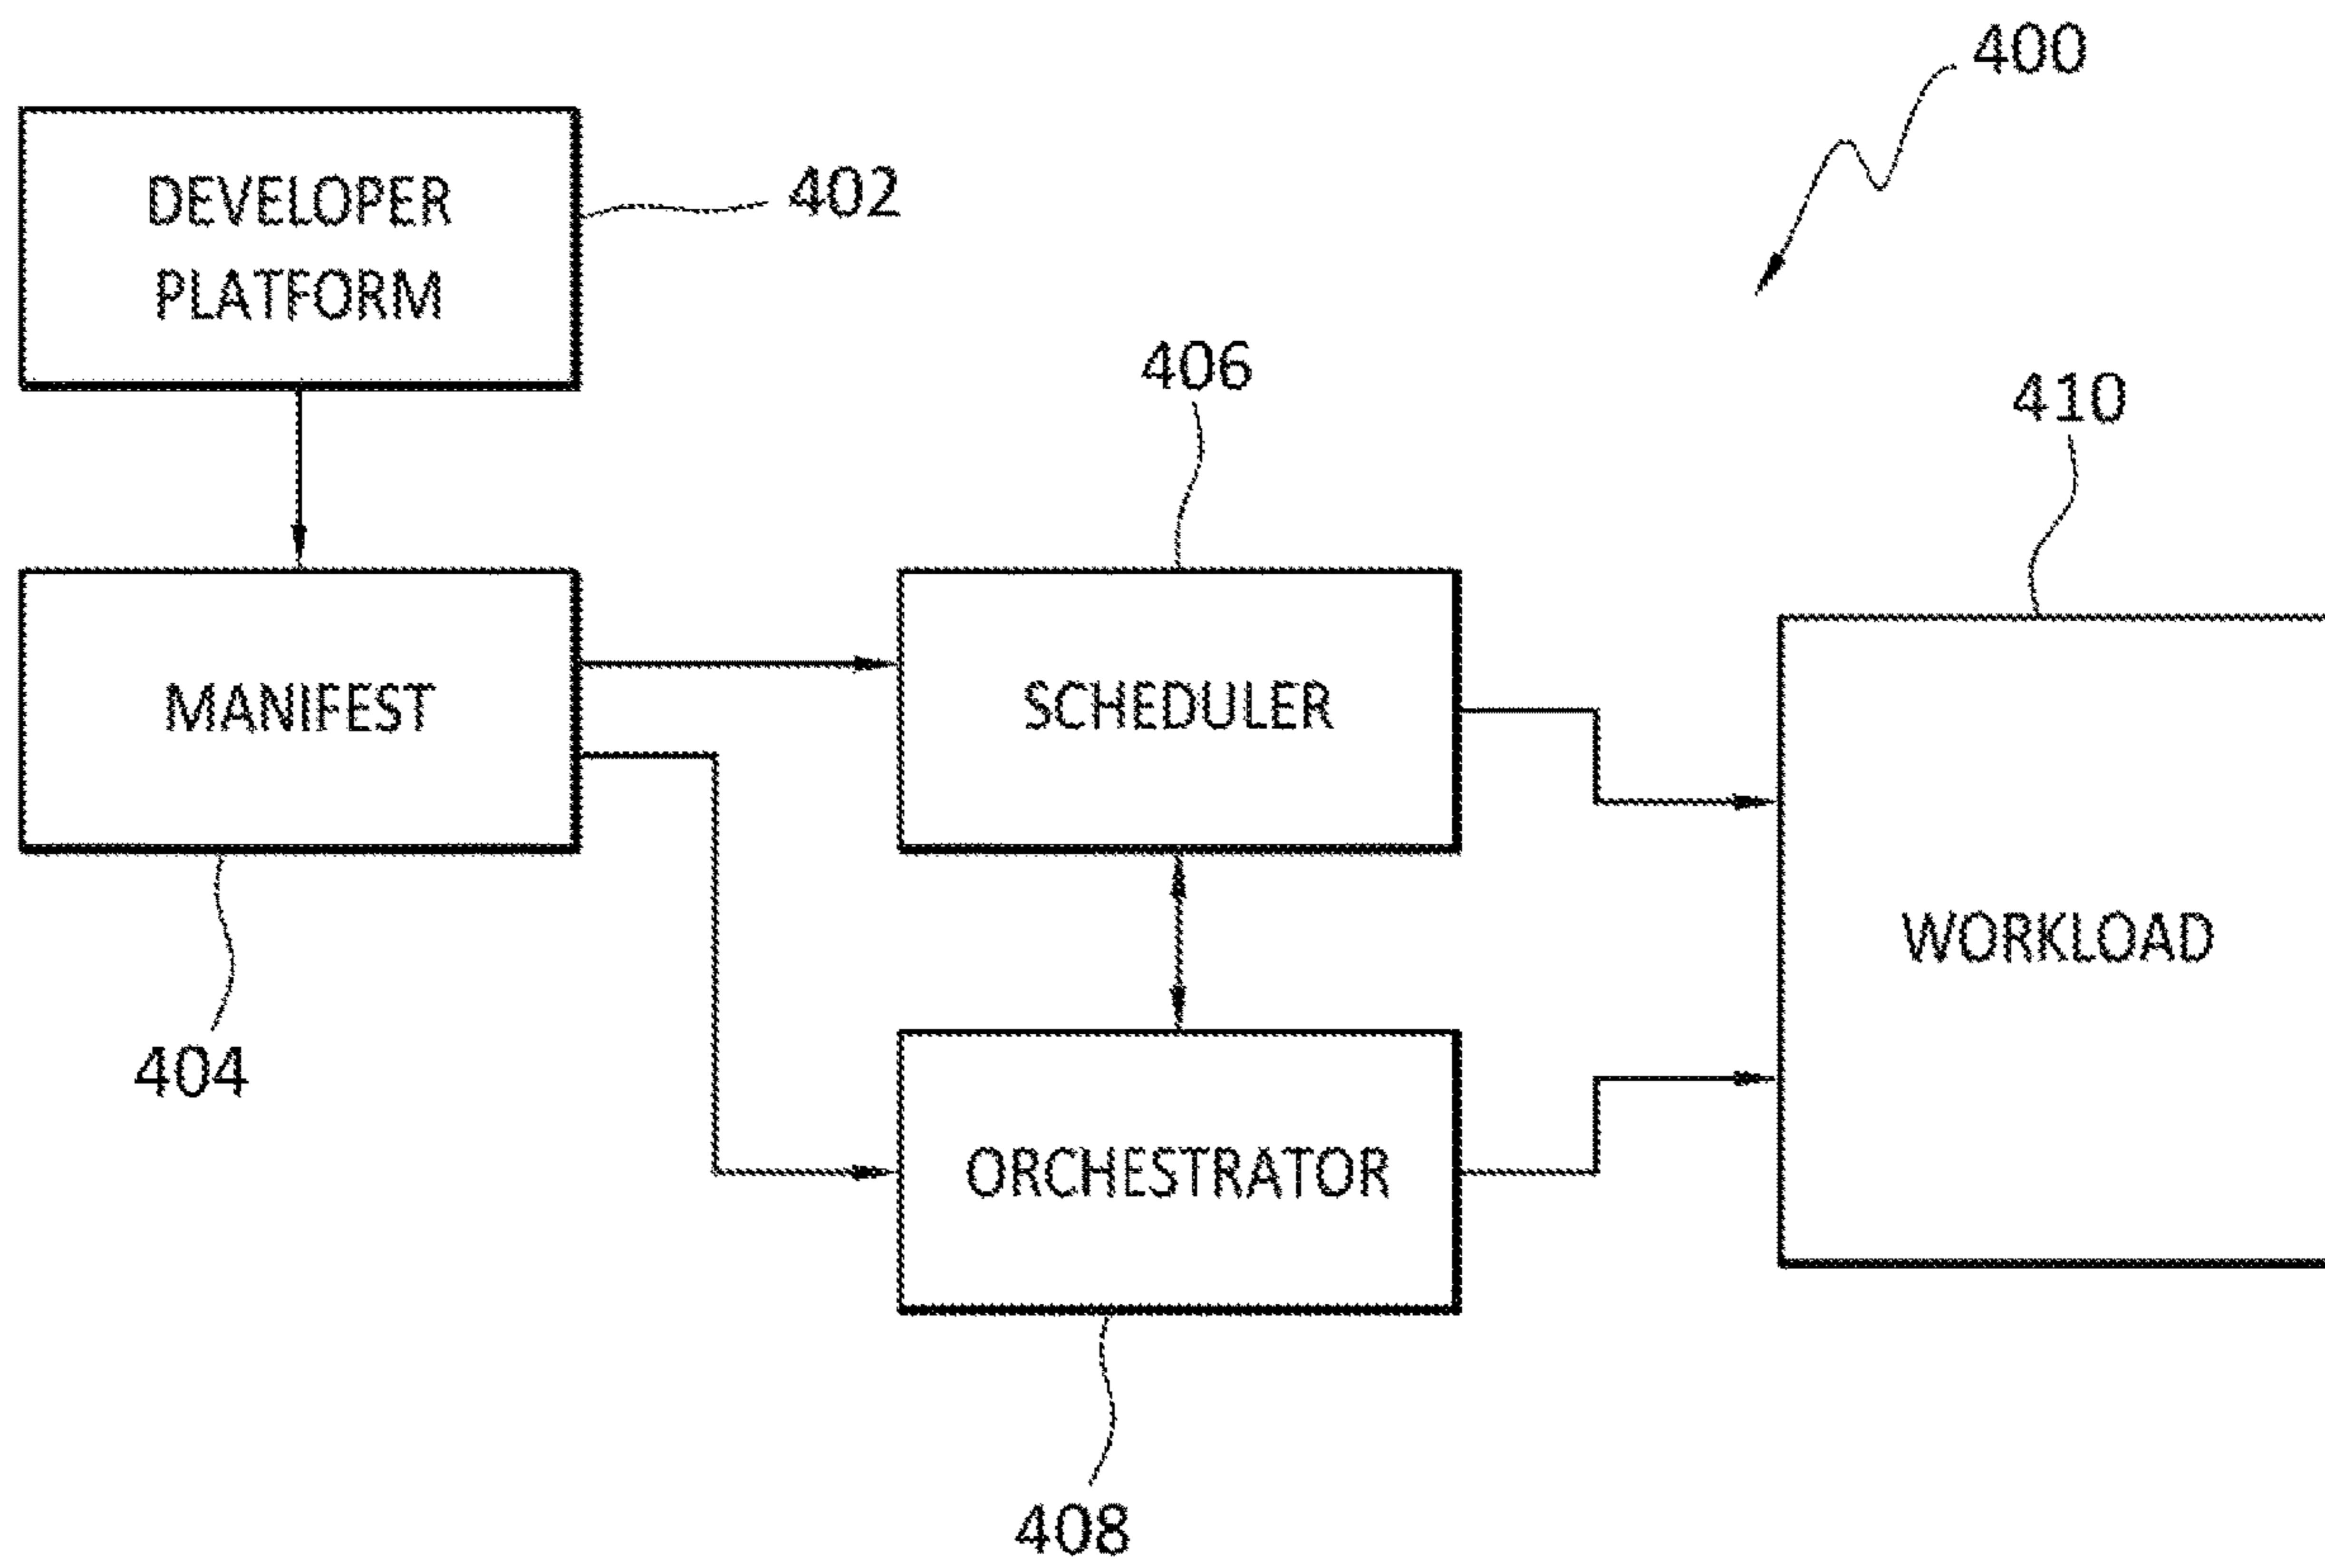 400
DEVELOPER
PLATFORM
402
406
410
MANIFEST
SCHEDULER
WORKLOAD
404
ORCHESTRATOR
408